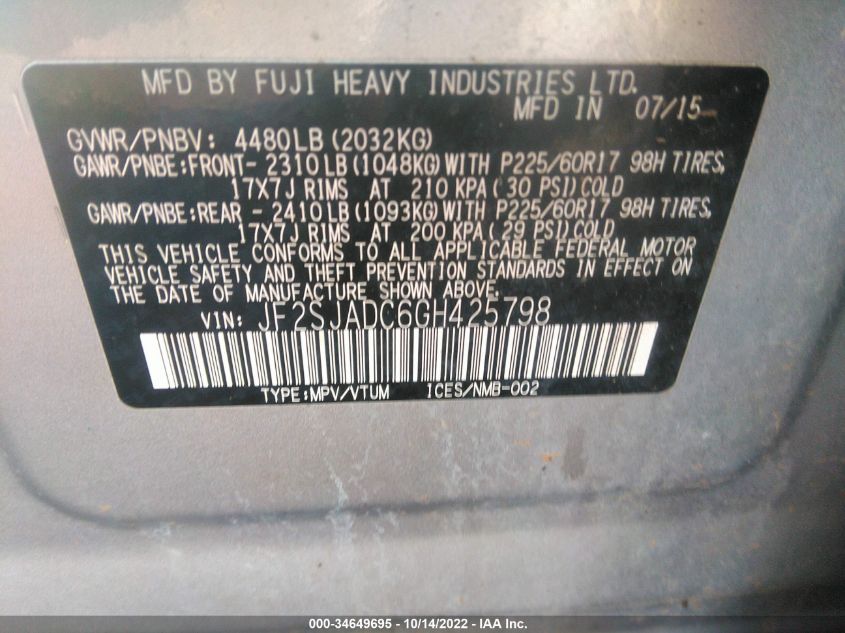 MFD BY FUJI HEAVY INDUSTRIES LTD.
MFD IN 07/15
GVWR/PNBV: 4480LB (2032KG)
GAWR/PNBE:FRONT- 2310LB (1048KG) WITH P225/60R17 98H TIRES,
17X7J RIMS AT 210 KPA ( 30 PSI) COLD
GAWR/PNBE:REAR - 2410LB (1093KG) WITH P225/60R17 98H TIRES,
17X7J RIMS AT 200 KPA ( 29 PSI) COLD
THIS VEHICLE CONFORMS TO ALL APPLICABLE FEDERAL MOTOR
VEHICLE SAFETY AND THEFT PREVENTION STANDARDS IN EFFECT ON
THE DATE OF MANUFACTURE SHOWN ABOVE.
VIN: JF2SJADC6GH425798
TYPE:MPV/VTUM ICES/NMB-002
000-34649695 - 10/14/2022 - IAA Inc.